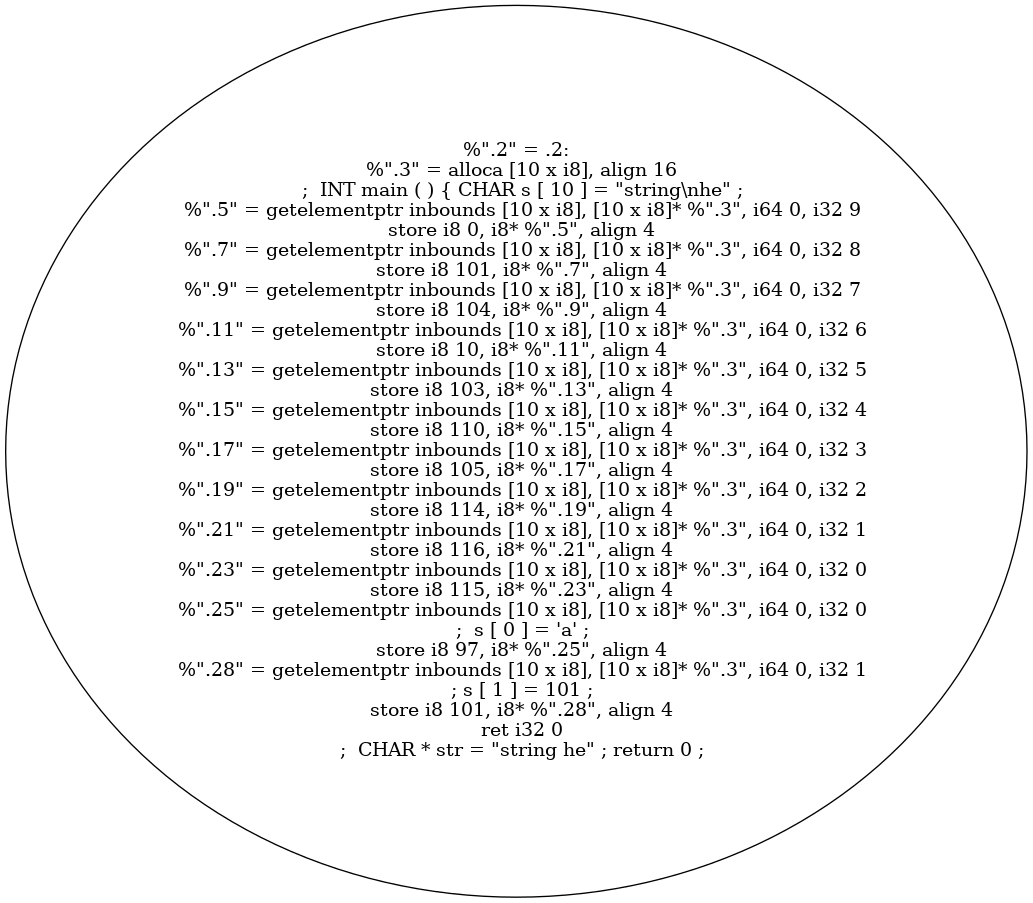 %".2" = .2:
%".3" = alloca [10 x i8], align 16
;  INT main ( ) { CHAR s [ 10 ] = "string\nhe" ;
%".5" = getelementptr inbounds [10 x i8], [10 x i8]* %".3", i64 0, i32 9
store i8 0, i8* %".5", align 4
%".7" = getelementptr inbounds [10 x i8], [10 x i8]* %".3", i64 0, i32 8
store i8 101, i8* %".7", align 4
%".9" = getelementptr inbounds [10 x i8], [10 x i8]* %".3", i64 0, i32 7
store i8 104, i8* %".9", align 4
%".11" = getelementptr inbounds [10 x i8], [10 x i8]* %".3", i64 0, i32 6
store i8 10, i8* %".11", align 4
%".13" = getelementptr inbounds [10 x i8], [10 x i8]* %".3", i64 0, i32 5
store i8 103, i8* %".13", align 4
%".15" = getelementptr inbounds [10 x i8], [10 x i8]* %".3", i64 0, i32 4
store i8 110, i8* %".15", align 4
%".17" = getelementptr inbounds [10 x i8], [10 x i8]* %".3", i64 0, i32 3
store i8 105, i8* %".17", align 4
%".19" = getelementptr inbounds [10 x i8], [10 x i8]* %".3", i64 0, i32 2
store i8 114, i8* %".19", align 4
%".21" = getelementptr inbounds [10 x i8], [10 x i8]* %".3", i64 0, i32 1
store i8 116, i8* %".21", align 4
%".23" = getelementptr inbounds [10 x i8], [10 x i8]* %".3", i64 0, i32 0
store i8 115, i8* %".23", align 4
%".25" = getelementptr inbounds [10 x i8], [10 x i8]* %".3", i64 0, i32 0
;  s [ 0 ] = 'a' ;
store i8 97, i8* %".25", align 4
%".28" = getelementptr inbounds [10 x i8], [10 x i8]* %".3", i64 0, i32 1
; s [ 1 ] = 101 ;
store i8 101, i8* %".28", align 4
ret i32 0
;  CHAR * str = "string he" ; return 0 ;